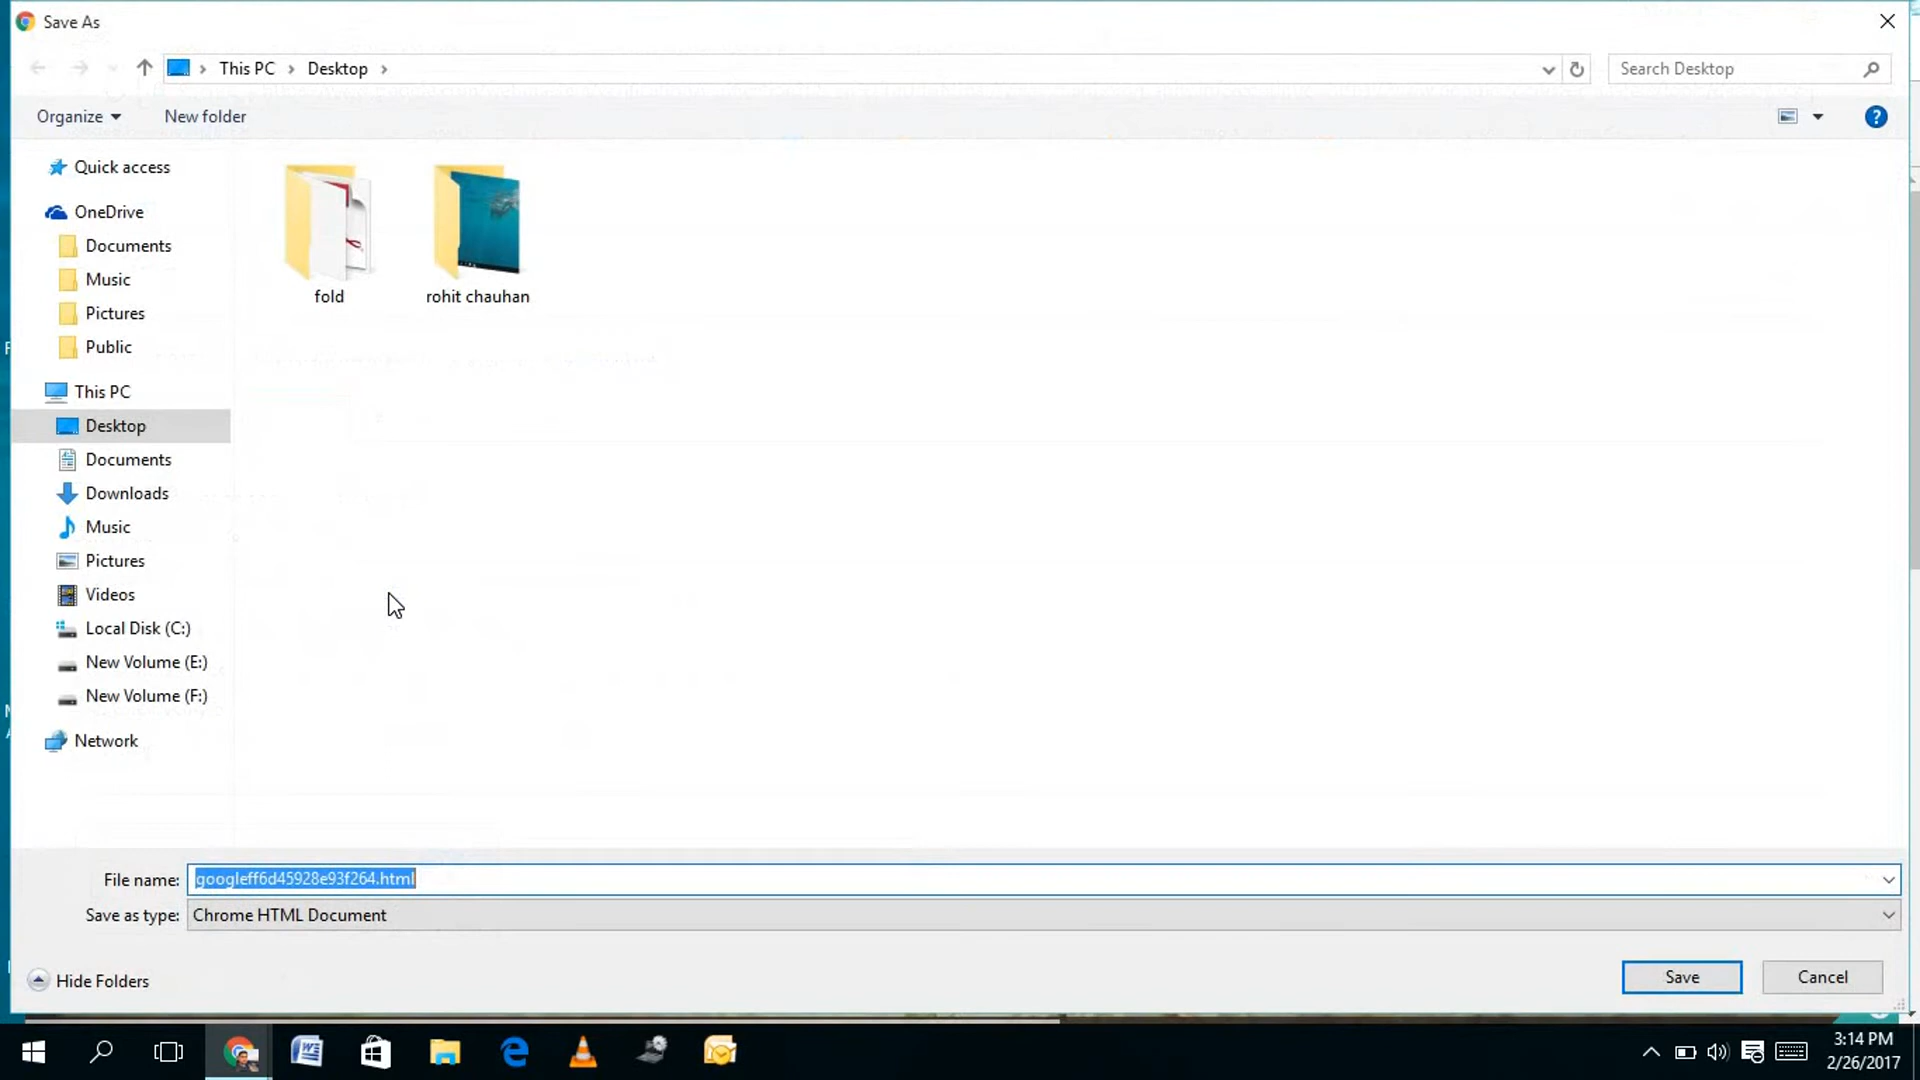 Save As
This PC
Desktop
Search Desktop
Organize
New folder
?
Quick access
OneDrive
Documents
Music
Pictures
Public
This PC
Desktop
Documents
Downloads
Music
Pictures
Videos
Local Disk (C:)
New Volume (E:)
New Volume (F:)
Network
fold
rohit chauhan
File name:
googleff6d45928e93f264.html
Save as type:
Chrome HTML Document
Hide Folders
Save
Cancel
3:14 PM
2/26/2017